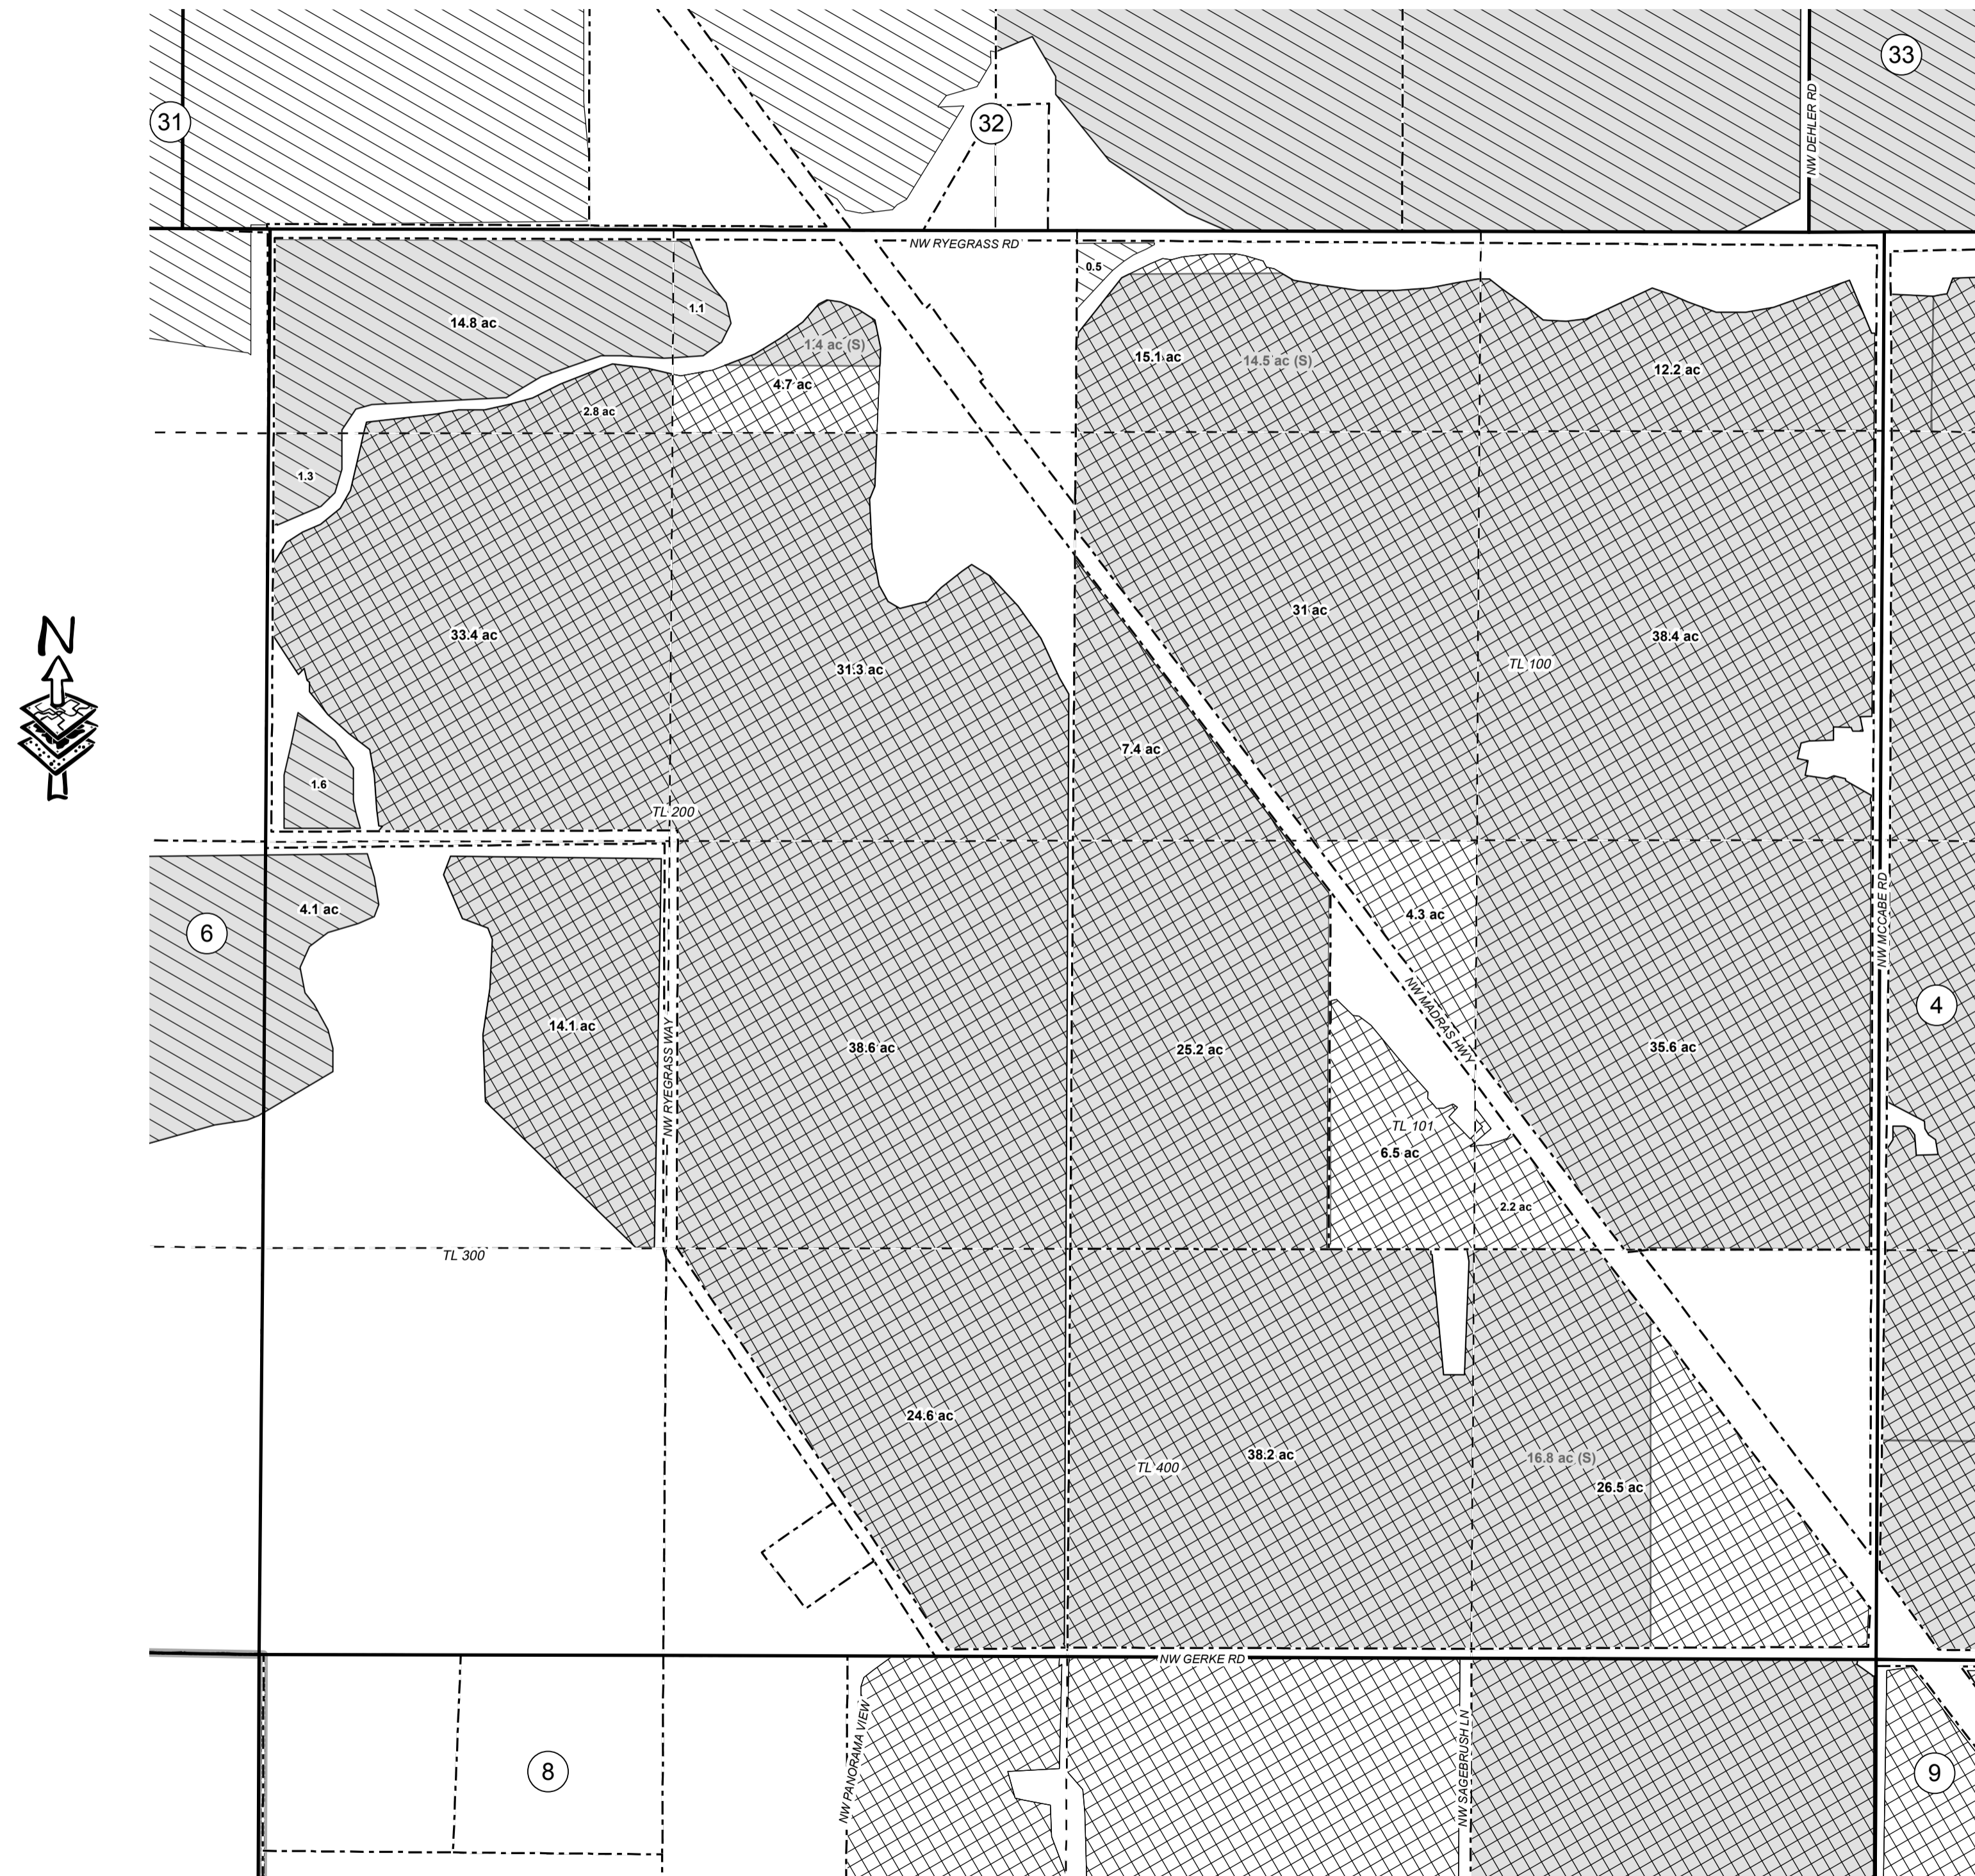 33
31
32
NW DEHLER RD
NW RYEGRASS RD
0.5
1.1
14.8 ac
1.4 ac (S)
15.1 ac
14.5 ac (S)
12.2 ac
4.7 ac
2.8 ac
1.3
N
31 ac
33.4 ac
38.4 ac
TL 100
31.3 ac
7.4 ac
1.6
TL 200
4.1 ac
4.3 ac
NW MCCABE RD
6
4
14.1 ac
NW MADRAS HWY
NW RYEGRASS WAY
38.6 ac
25.2 ac
35.6 ac
TL 101
6.5 ac
2.2 ac
TL 300
24.6 ac
38.2 ac
TL 400
16.8 ac (S)
26.5 ac
NW GERKE RD
NW PANORAMA VIEW
NW SAGEBRUSH LN
8
9